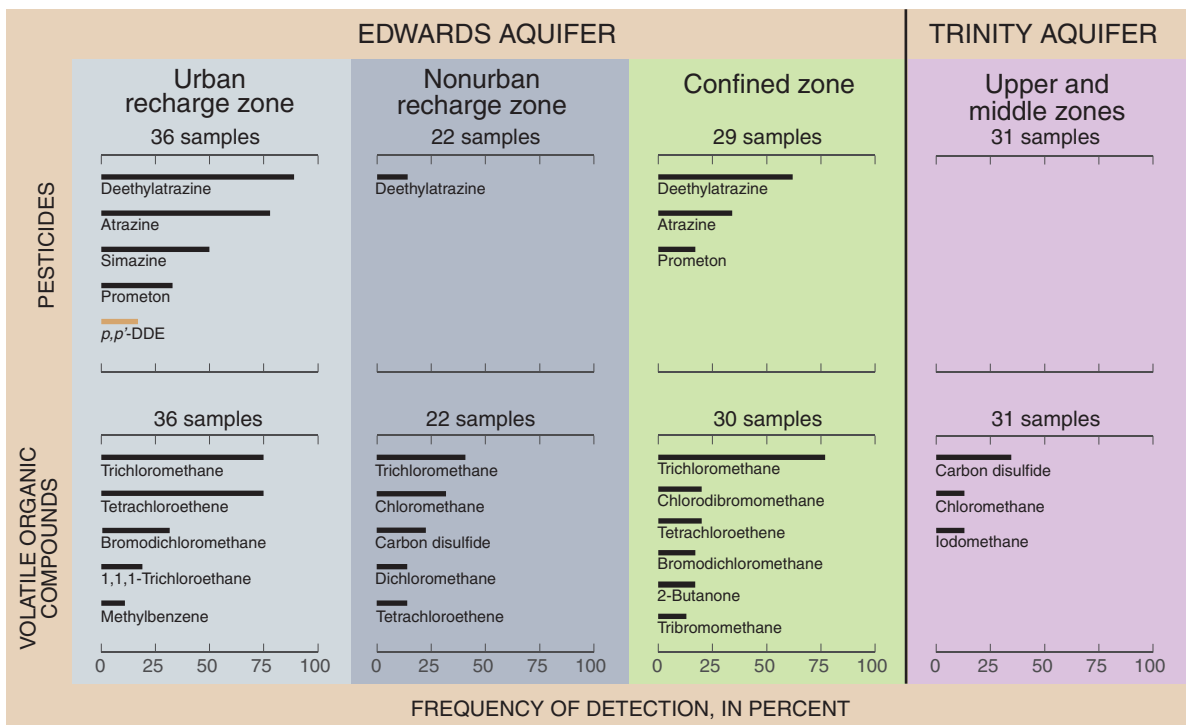 EDWARDS AQUIFER
TRINITY AQUIFER
Urban
recharge zone
36 samples
Nonurban
recharge zone
22 samples
Confined zone
29 samples
Upper and
middle zones
31 samples
PESTICIDES
Deethylatrazine
Atrazine
Simazine
Prometon
p,p’-DDE
Deethylatrazine
Deethylatrazine
Atrazine
Prometon
VOLATILE ORGANIC
COMPOUNDS
36 samples
Trichloromethane
Tetrachloroethene
Bromodichloromethane
1,1,1-Trichloroethane
Methylbenzene
0 25 50 75 100
22 samples
Trichloromethane
Chloromethane
Carbon disulfide
Dichloromethane
Tetrachloroethene
0 25 50 75 100
30 samples
Trichloromethane
Chlorodibromomethane
Tetrachloroethene
Bromodichloromethane
2-Butanone
Tribromomethane
0 25 50 75 100
31 samples
Carbon disulfide
Chloromethane
Iodomethane
0 25 50 75 100
FREQUENCY OF DETECTION, IN PERCENT